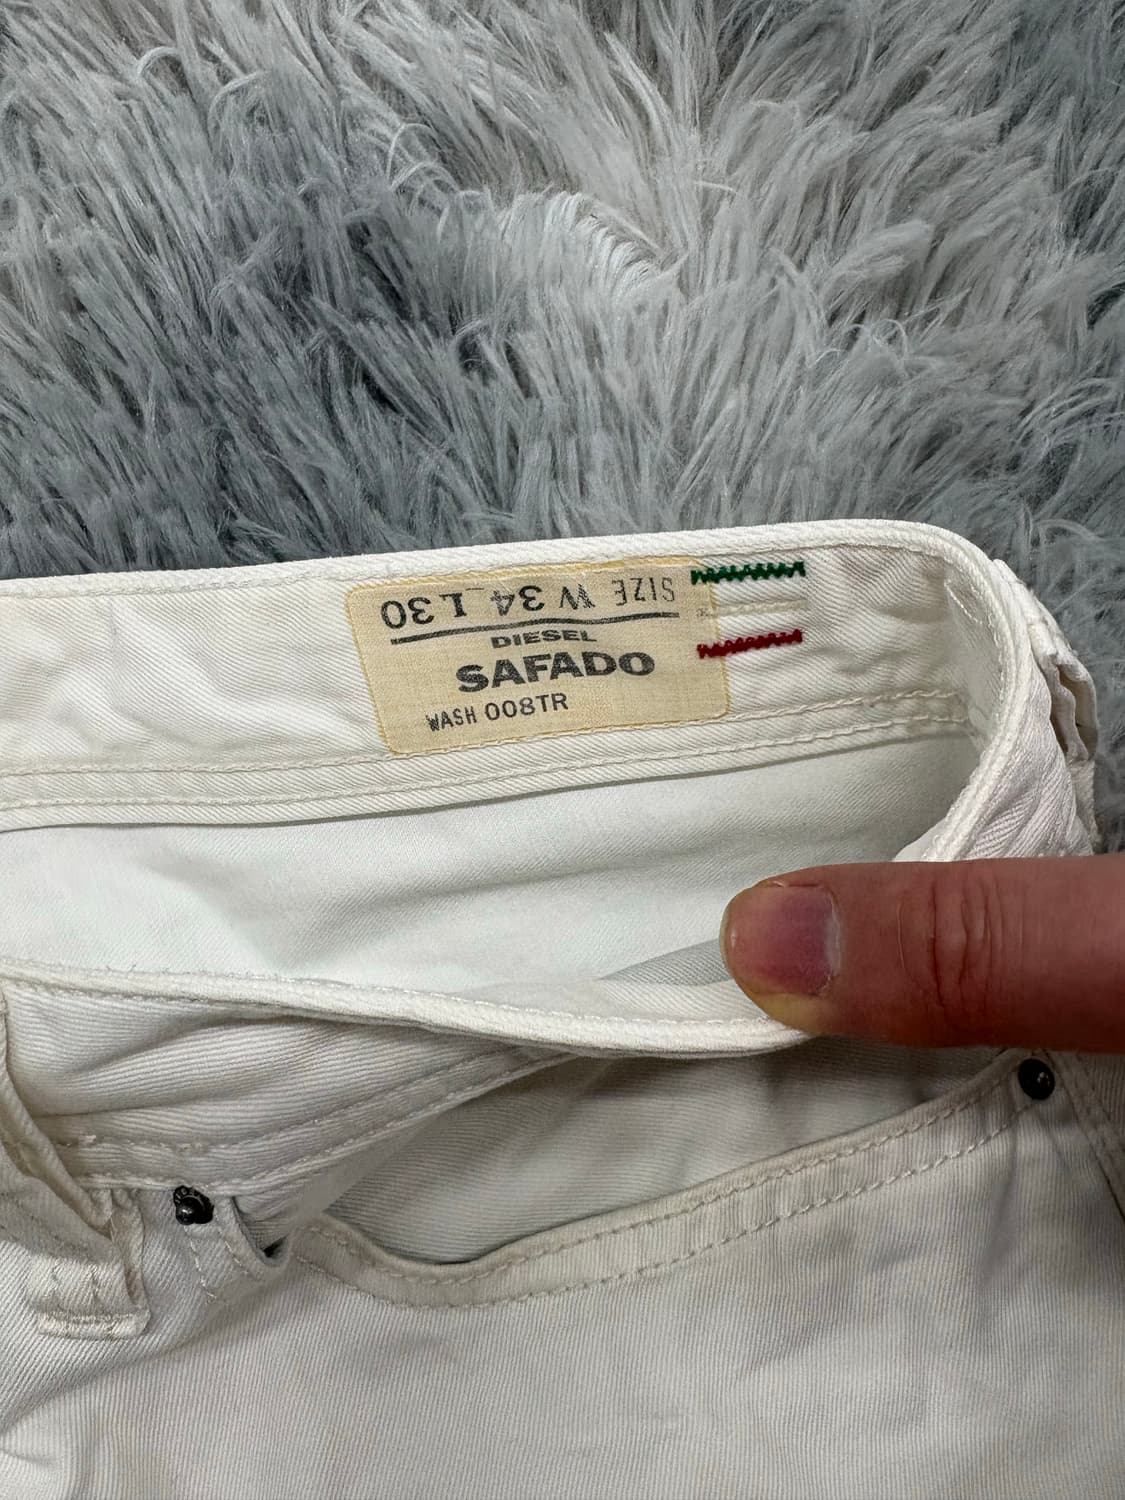 SIZE W 34 L 30
DIESEL
SAFADO
WASH 008TR